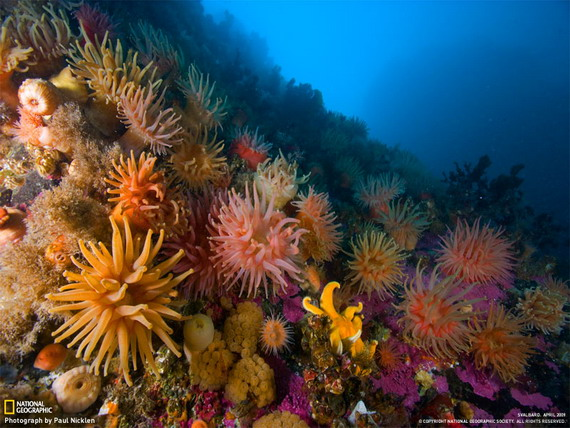 NATIONAL
GEOGRAPHIC
Photograph by Paul Nicklen
SVALBARD, APRIL 2009
© COPYRIGHT NATIONAL GEOGRAPHIC SOCIETY. ALL RIGHTS RESERVED.